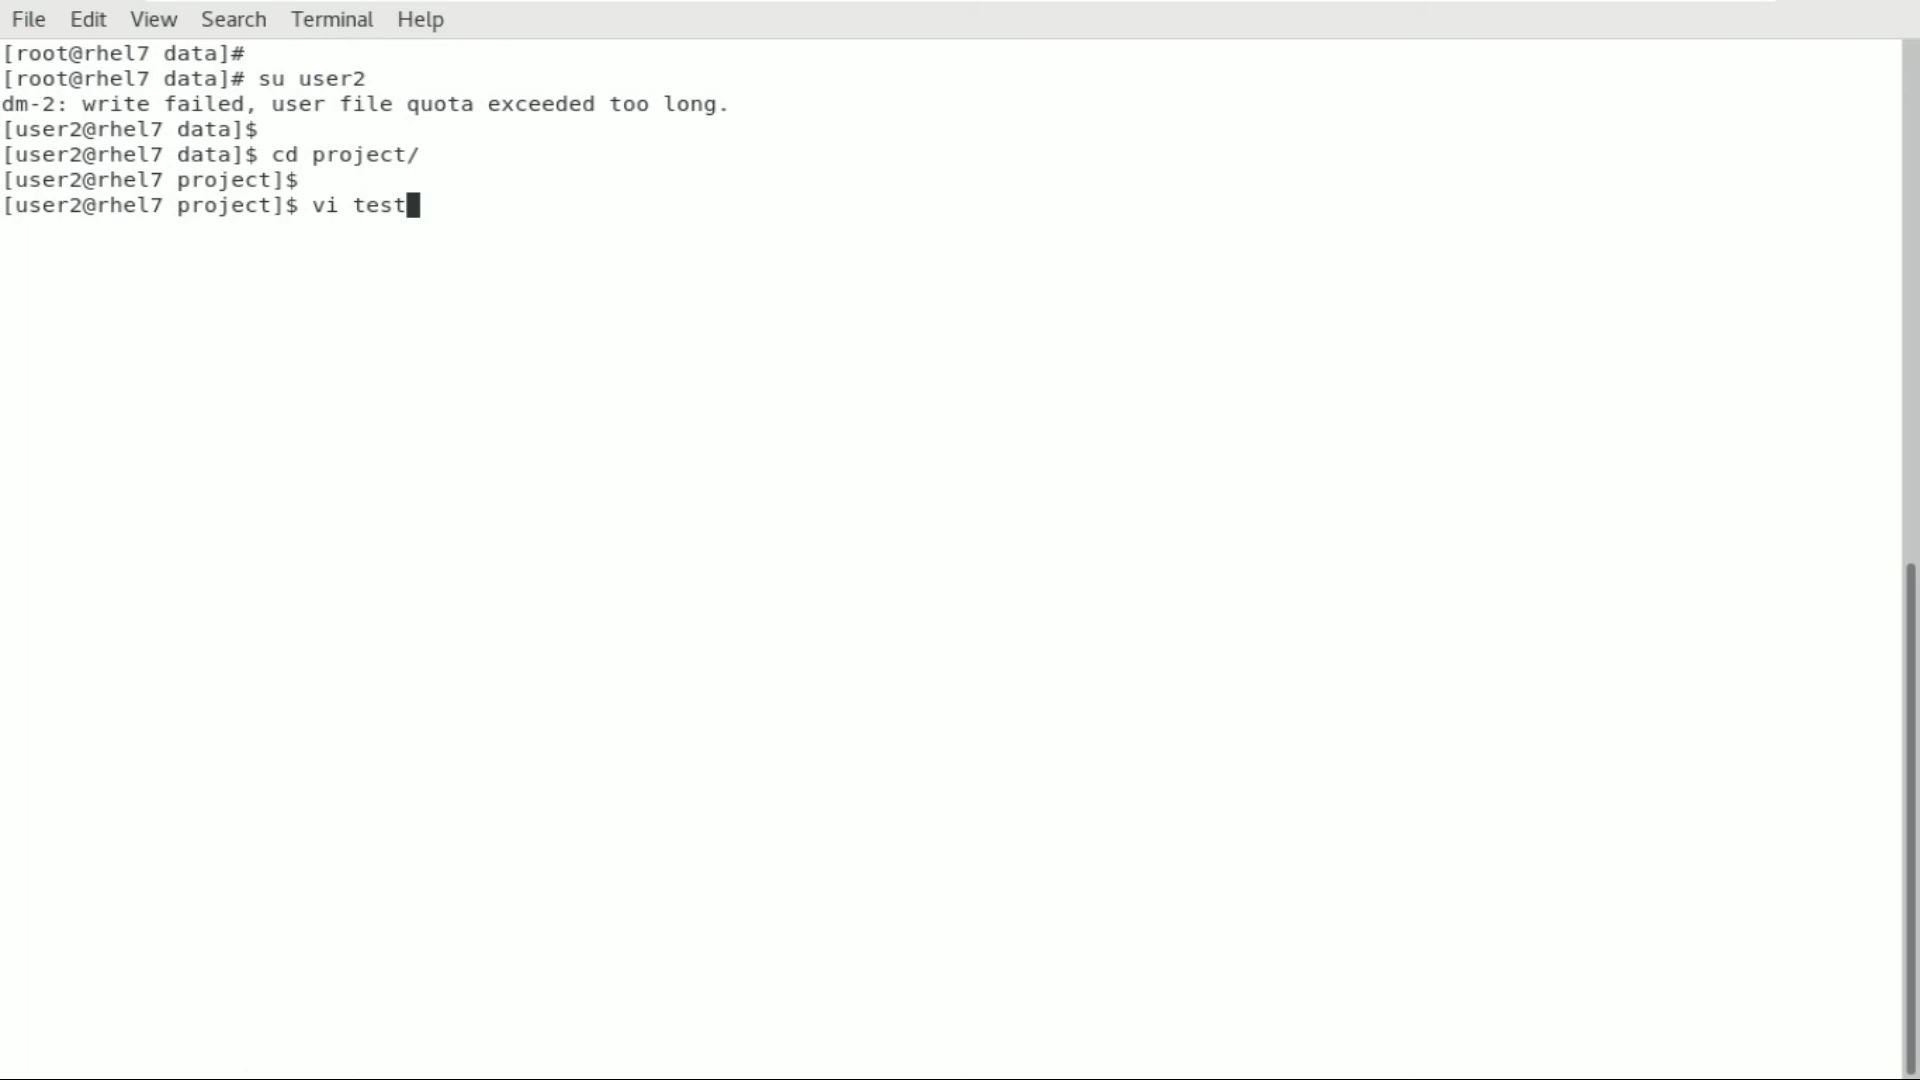 File Edit View Search Terminal Help
[root@rhel7 data]#
[root@rhel7 data]# su user2
dm-2: write failed, user file quota exceeded too long.
[user2@rhel7 data]$
[user2@rhel7 data]$ cd project/
[user2@rhel7 project]$
[user2@rhel7 project]$ vi test